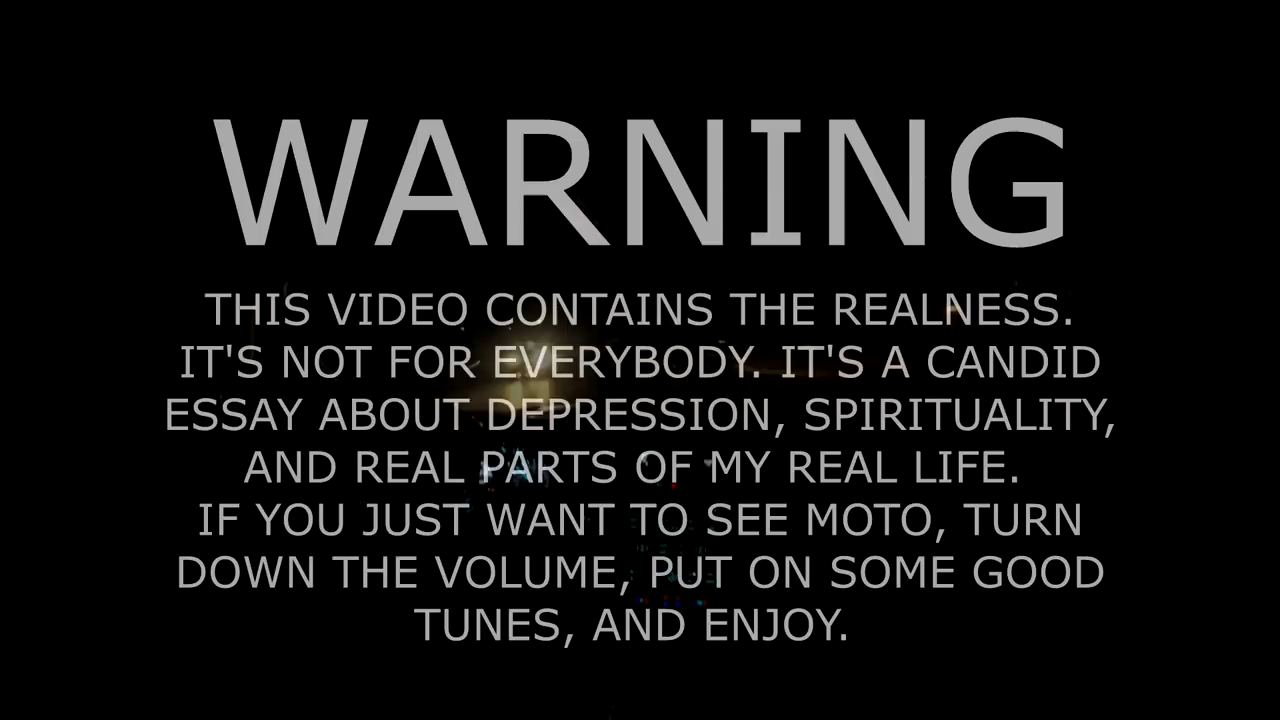 WARNING
THIS VIDEO CONTAINS THE REALNESS.
IT'S NOT FOR EVERYBODY. IT'S A CANDID
ESSAY ABOUT DEPRESSION, SPIRITUALITY,
AND REAL PARTS OF MY REAL LIFE.
IF YOU JUST WANT TO SEE MOTO, TURN
DOWN THE VOLUME, PUT ON SOME GOOD
TUNES, AND ENJOY.